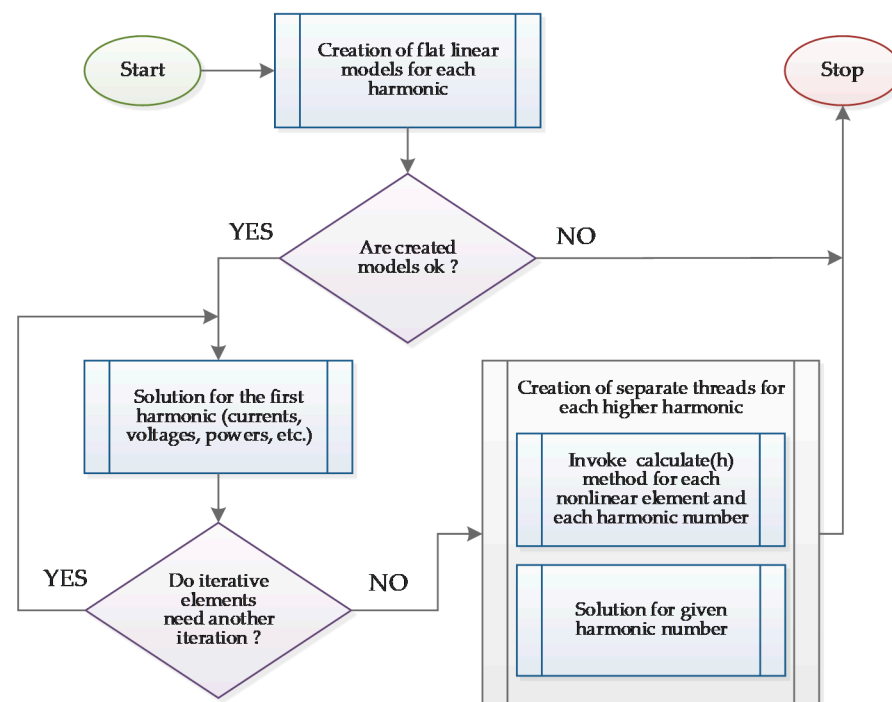 Start
Creation of flat linear
models for each
harmonic
Stop
YES
NO
Are created
models ok ?
Solution for the first
harmonic (currents,
voltages, powers, etc.)
Creation of separate threads for
each higher harmonic
Invoke calculate(h)
method for each
nonlinear element and
each harmonic number
YES
NO
Do iterative
elements
need another
iteration ?
Solution for given
harmonic number